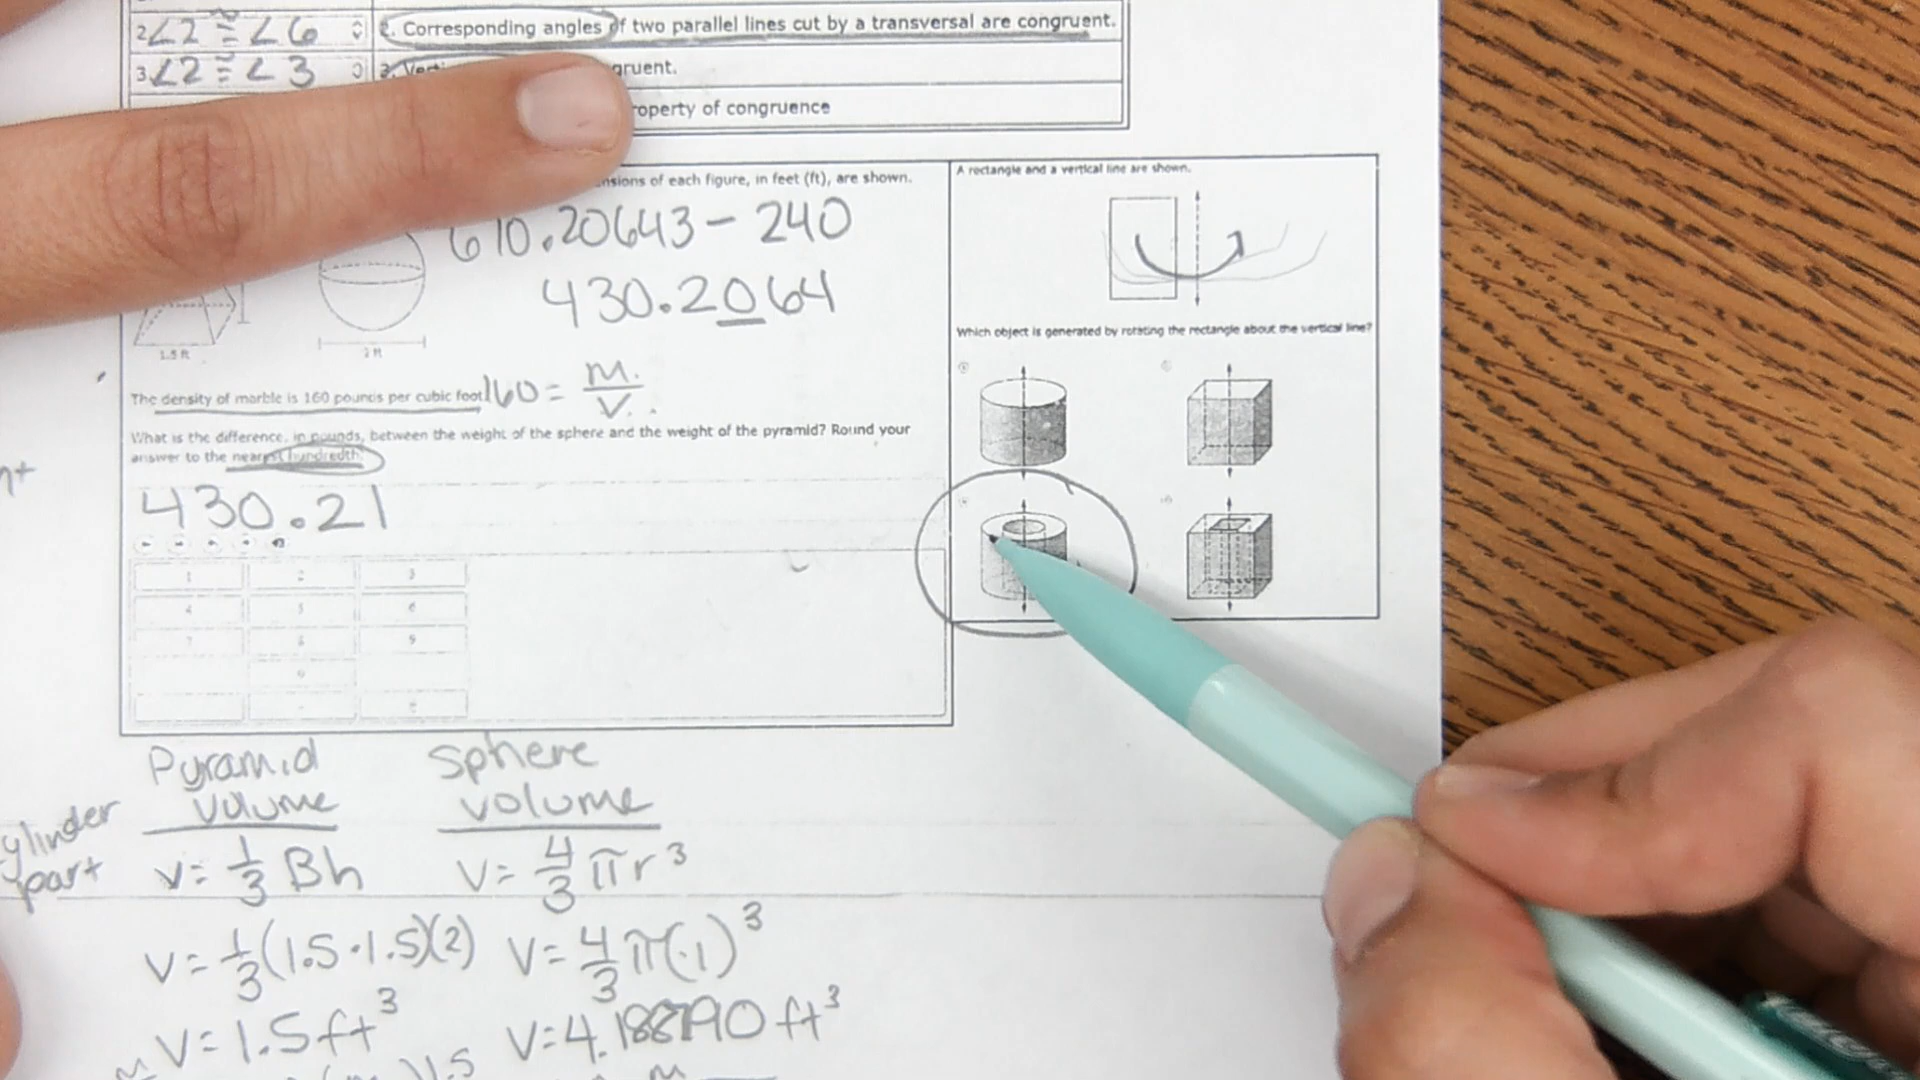 2 ∠2 ≅ ∠6
2. Corresponding angles of two parallel lines cut by a transversal are congruent.
3 ∠2 ≅ ∠3
3. gruent.
roperty of congruence
nsions of each figure, in feet (ft), are shown.
610.20643 - 240
430.2064
1.5 ft
The density of marble is 160 pounds per cubic foot
160 = m/v
What is the difference, in pounds, between the weight of the sphere and the weight of the pyramid? Round your
answer to the nearest hundredth.
430.21
1 2 3
4 5 6
7 8 9
0
A rectangle and a vertical line are shown.
Which object is generated by rotating the rectangle about the vertical line?
ylinder
part
Pyramid
volume
V = 1/3 Bh
V = 1/3 (1.5 · 1.5)(2)
V = 1.5 ft³
Sphere
volume
V = 4/3 πr³
V = 4/3 π(1)³
V = 4.188790 ft³
1.5
m